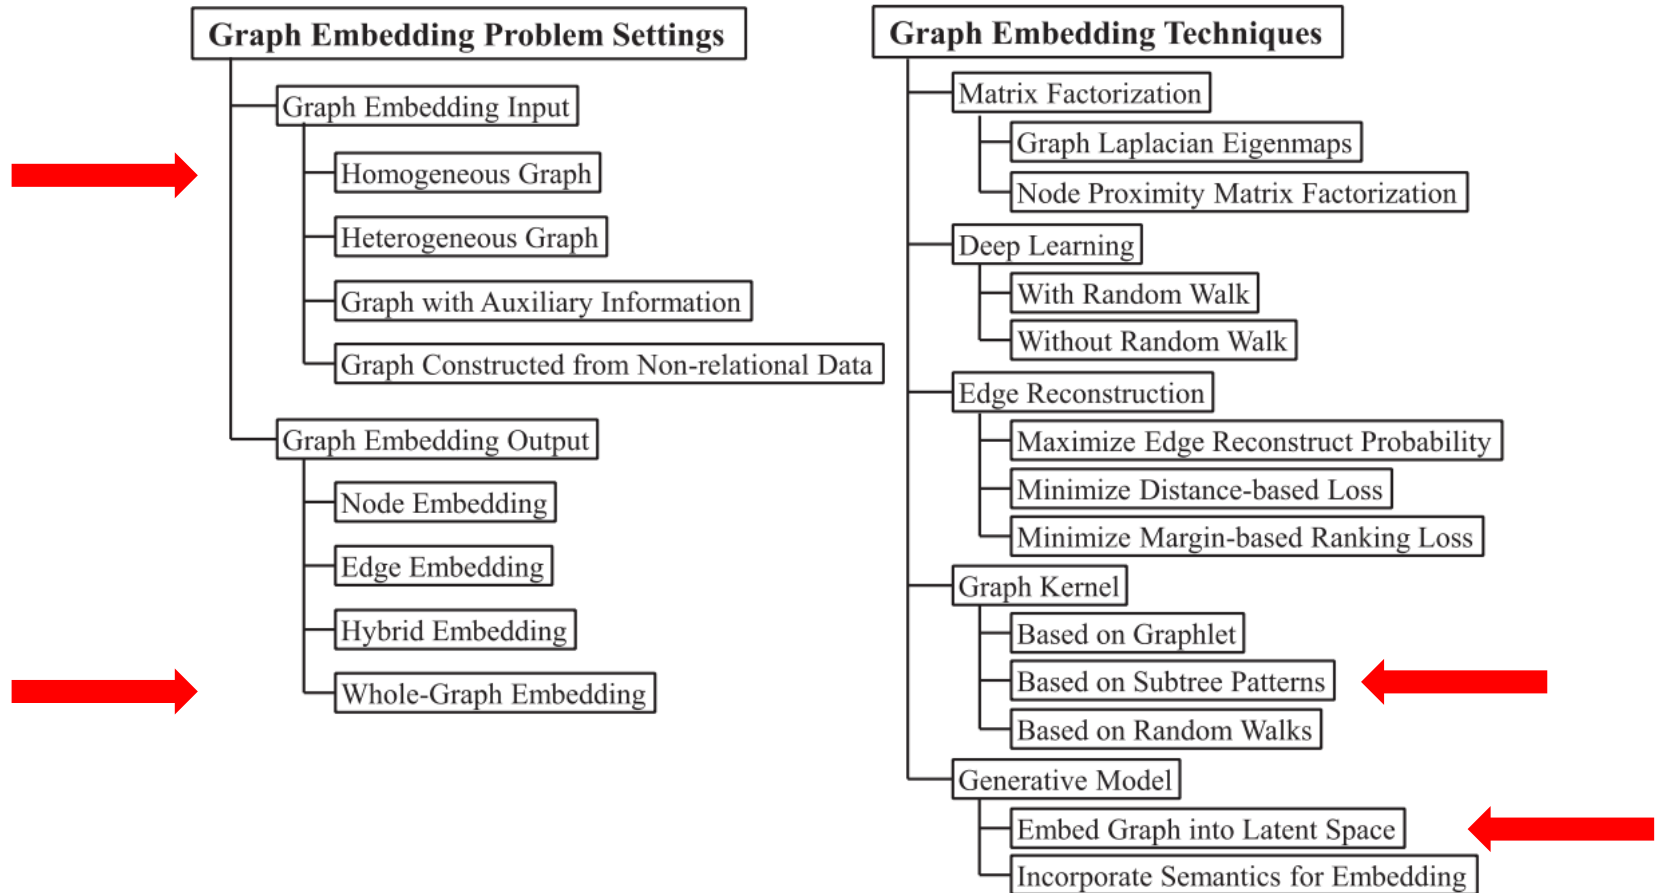 Graph Embedding Problem Settings
Graph Embedding Input
Homogeneous Graph
Heterogeneous Graph
Graph with Auxiliary Information
Graph Constructed from Non-relational Data
Graph Embedding Output
Node Embedding
Edge Embedding
Hybrid Embedding
Whole-Graph Embedding
Graph Embedding Techniques
Matrix Factorization
Graph Laplacian Eigenmaps
Node Proximity Matrix Factorization
Deep Learning
With Random Walk
Without Random Walk
Edge Reconstruction
Maximize Edge Reconstruct Probability
Minimize Distance-based Loss
Minimize Margin-based Ranking Loss
Graph Kernel
Based on Graphlet
Based on Subtree Patterns
Based on Random Walks
Generative Model
Embed Graph into Latent Space
Incorporate Semantics for Embedding